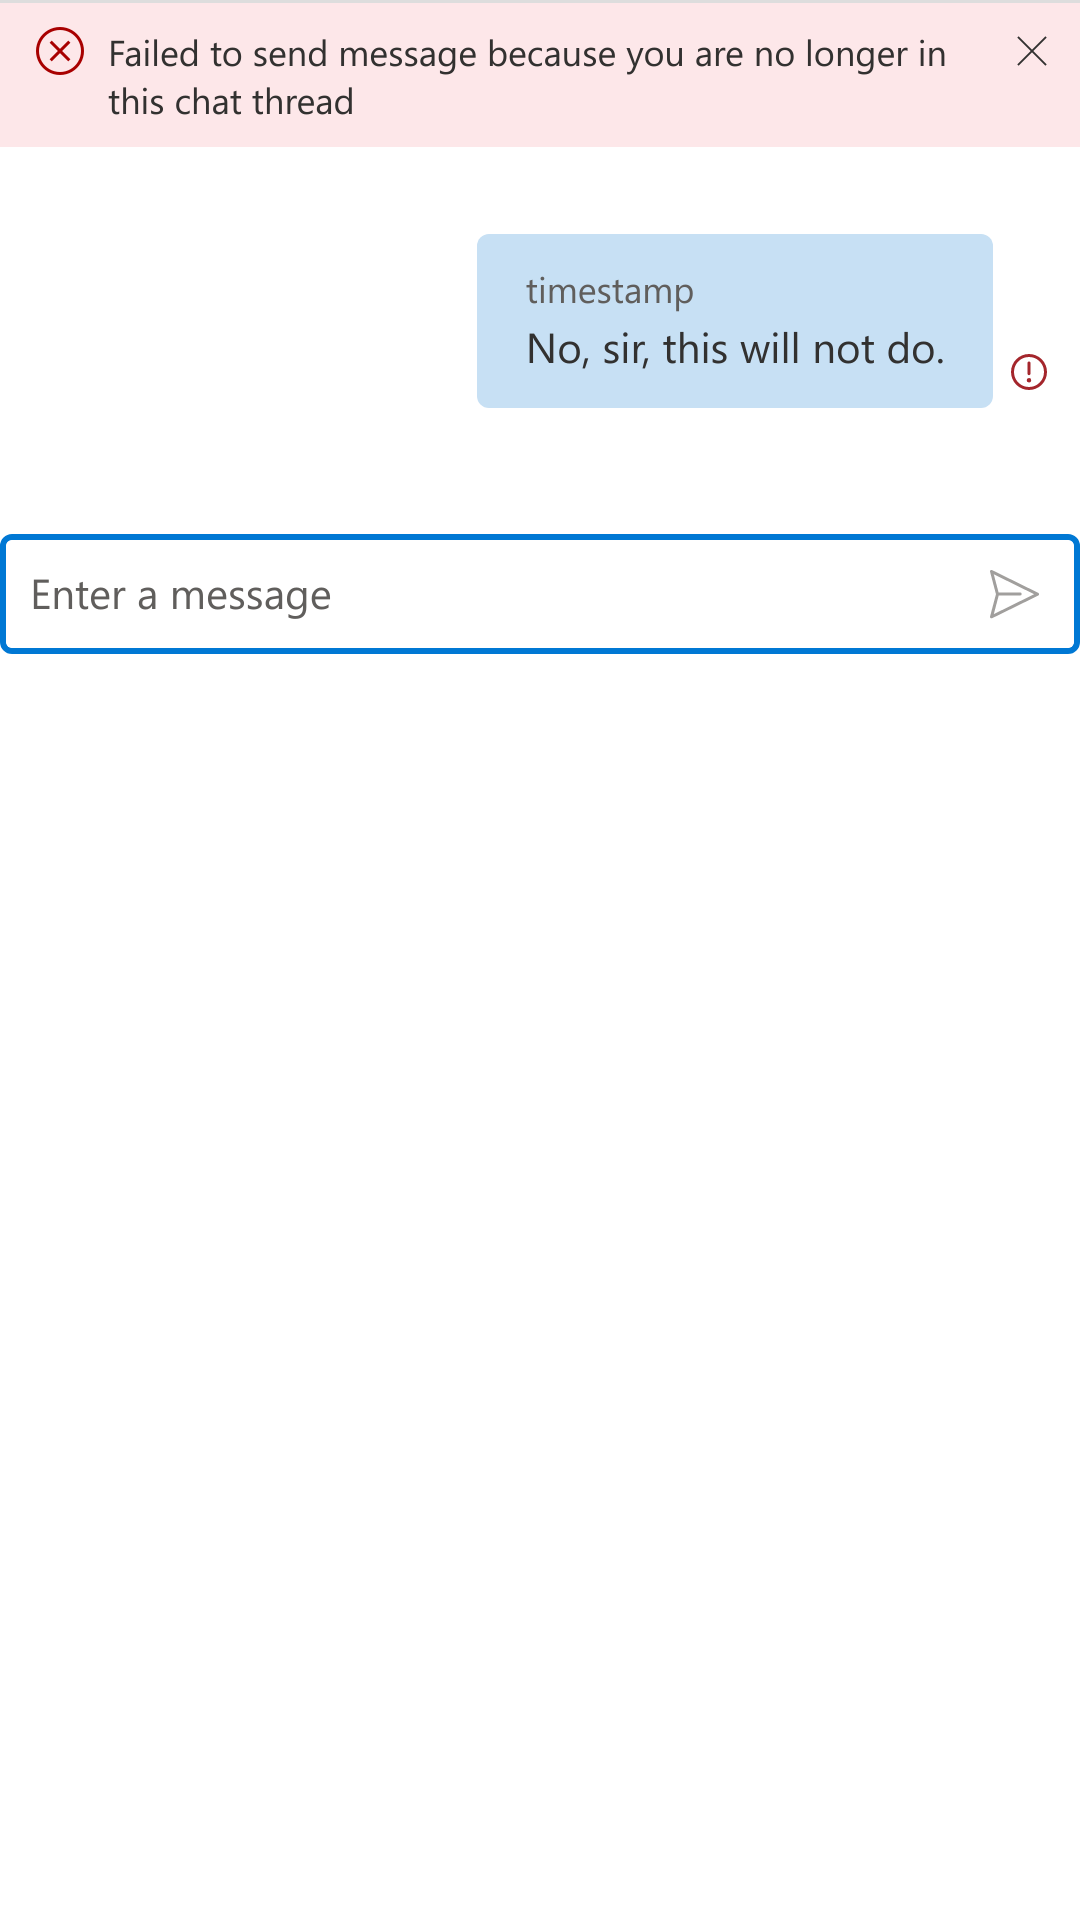 Failed to send message because you are no longer in
this chat thread
timestamp
No, sir, this will not do.
Enter a message